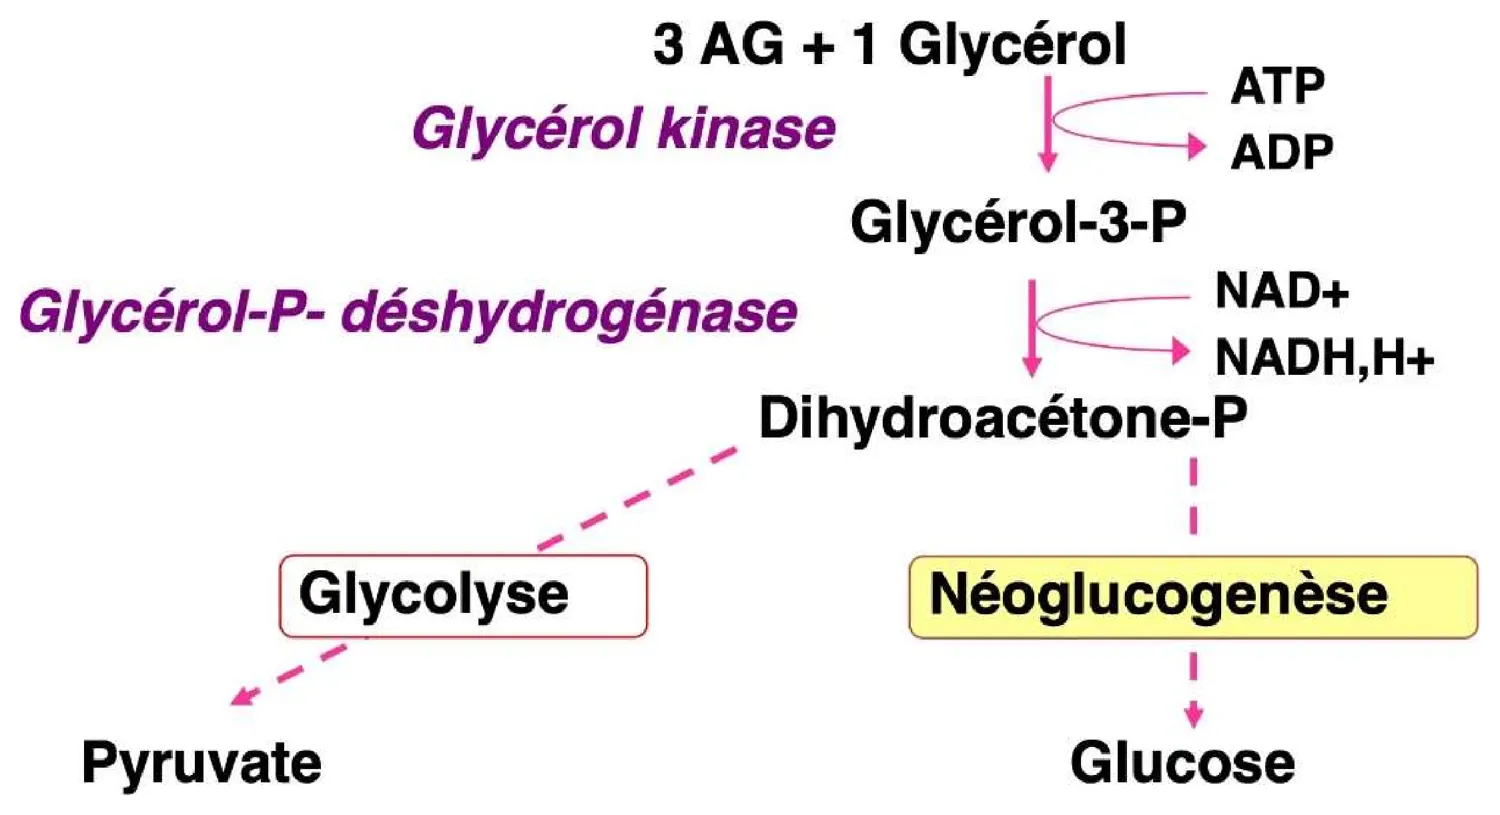 3 AG + 1 Glycérol
ATP
Glycérol kinase
ADP
Glycérol-3-P
NAD+
Glycérol-P- déshydrogénase
NADH,H+
Dihydroacétone-P
Glycolyse
Néoglucogenèse
Pyruvate
Glucose